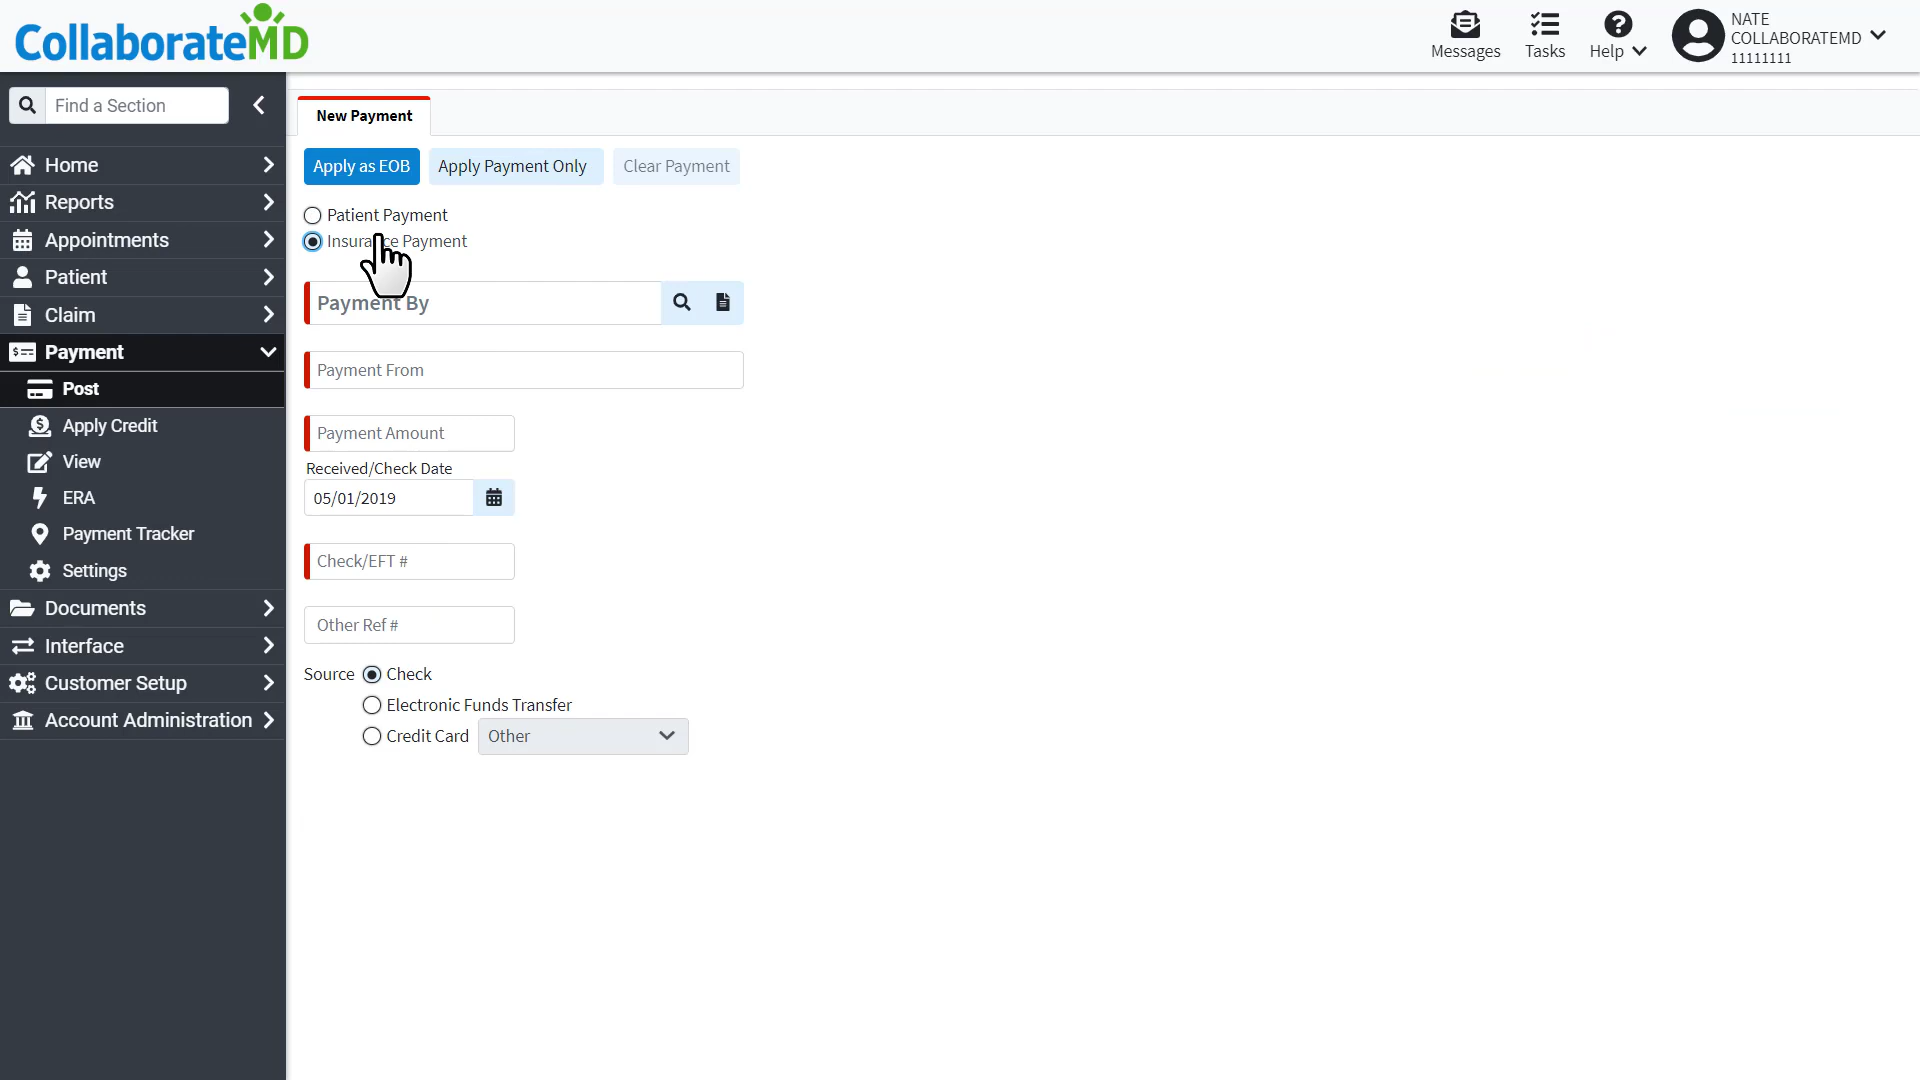 CollaborateMD
Messages
Tasks
Help
NATE
COLLABORATEMD
11111111
Find a Section
Home
Reports
Appointments
Patient
Claim
Payment
Post
Apply Credit
View
ERA
Payment Tracker
Settings
Documents
Interface
Customer Setup
Account Administration
New Payment
Apply as EOB
Apply Payment Only
Clear Payment
Patient Payment
Insurance Payment
Payment By
Payment From
Payment Amount
Received/Check Date
05/01/2019
Check/EFT #
Other Ref #
Source Check
Electronic Funds Transfer
Credit Card Other